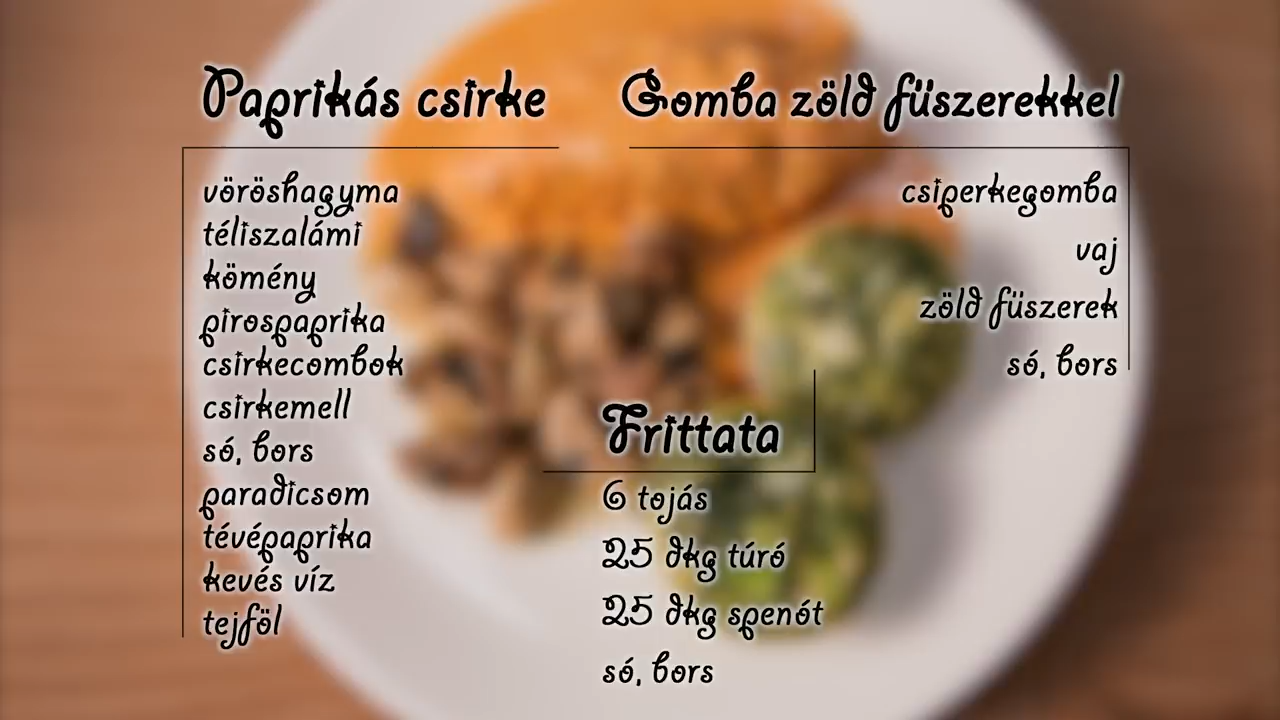 Paprikás csirke
vöröshagyma
téliszalámi
kömény
pirospaprika
csirkecombok
csirkemell
só, bors
paradicsom
tévépaprika
kevés víz
tejföl
Gomba zöld fűszerekkel
csiperkegomba
vaj
zöld fűszerek
só, bors
Frittata
6 tojás
25 dkg túró
25 dkg spenót
só, bors